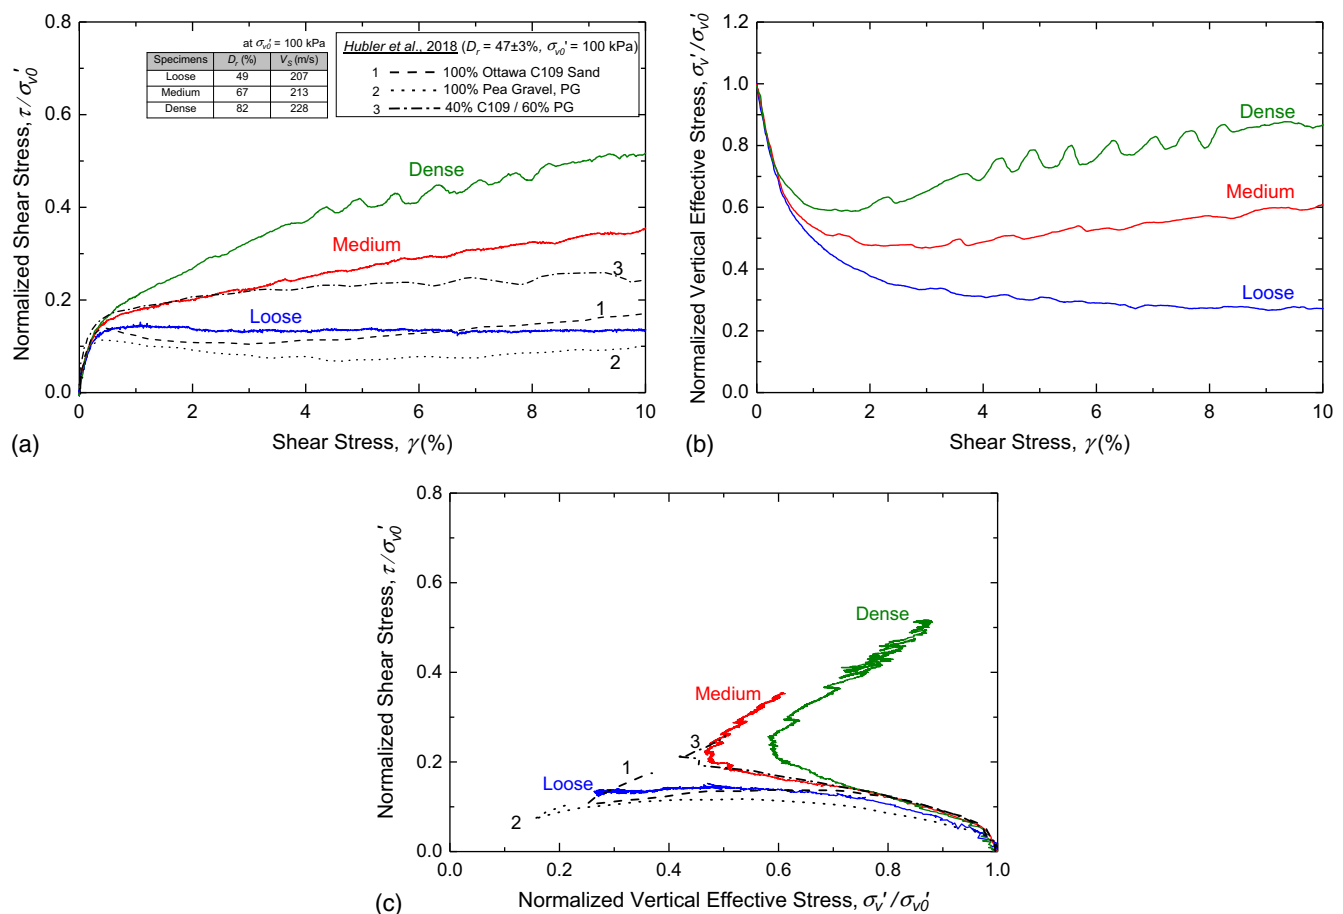 0.8
0.6
0.4
0.2
0.0
Normalized Shear Stress, τ/σv0'
at σv0' = 100 kPa
Specimens Dr (%) VS (m/s)
Loose 49 207
Medium 67 213
Dense 82 228
Hubler et al., 2018 (Dr = 47±3%, σv0' = 100 kPa)
1 100% Ottawa C109 Sand
2 100% Pea Gravel, PG
3 40% C109 / 60% PG
Dense
Medium
3
Loose
1
2
0 2 4 6 8 10
(a) Shear Stress, γ(%)
1.2
1.0
0.8
0.6
0.4
0.2
0.0
Normalized Vertical Effective Stress, σv'/σv0'
Dense
Medium
Loose
0 2 4 6 8 10
(b) Shear Stress, γ(%)
0.8
0.6
0.4
0.2
0.0
Normalized Shear Stress, τ/σv0'
Dense
Medium
3
Loose
1
2
0.0 0.2 0.4 0.6 0.8 1.0
(c) Normalized Vertical Effective Stress, σv'/σv0'